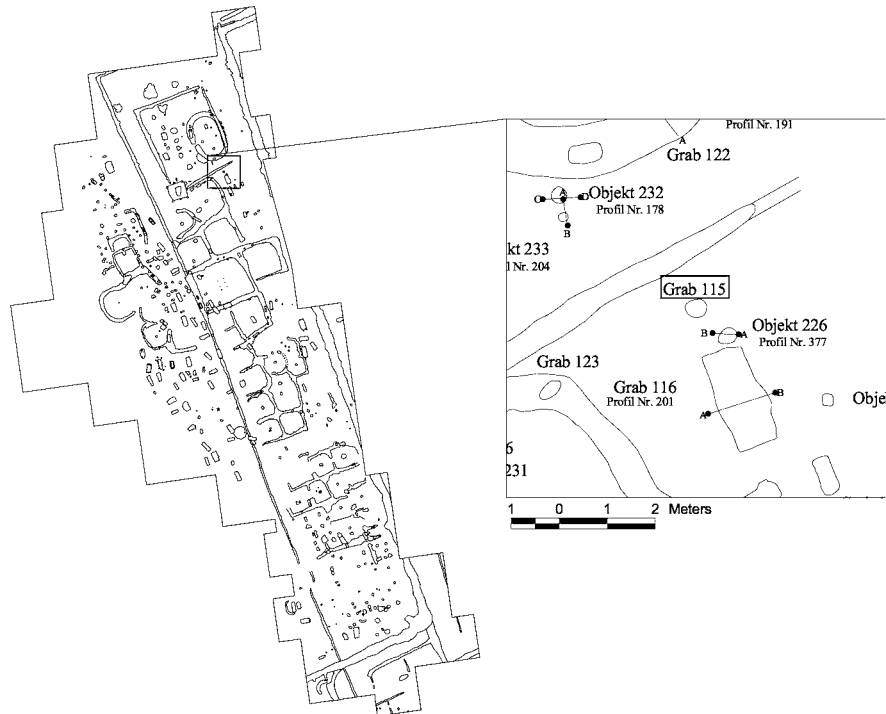 Profil Nr. 191
A
Grab 122
A
Objekt 232
Profil Nr. 178
B
kt 233
l Nr. 204
Grab 115
B
A
Objekt 226
Profil Nr. 377
Grab 123
Grab 116
Profil Nr. 201
B
A
Obje
6
231
1 0 1 2 Meters